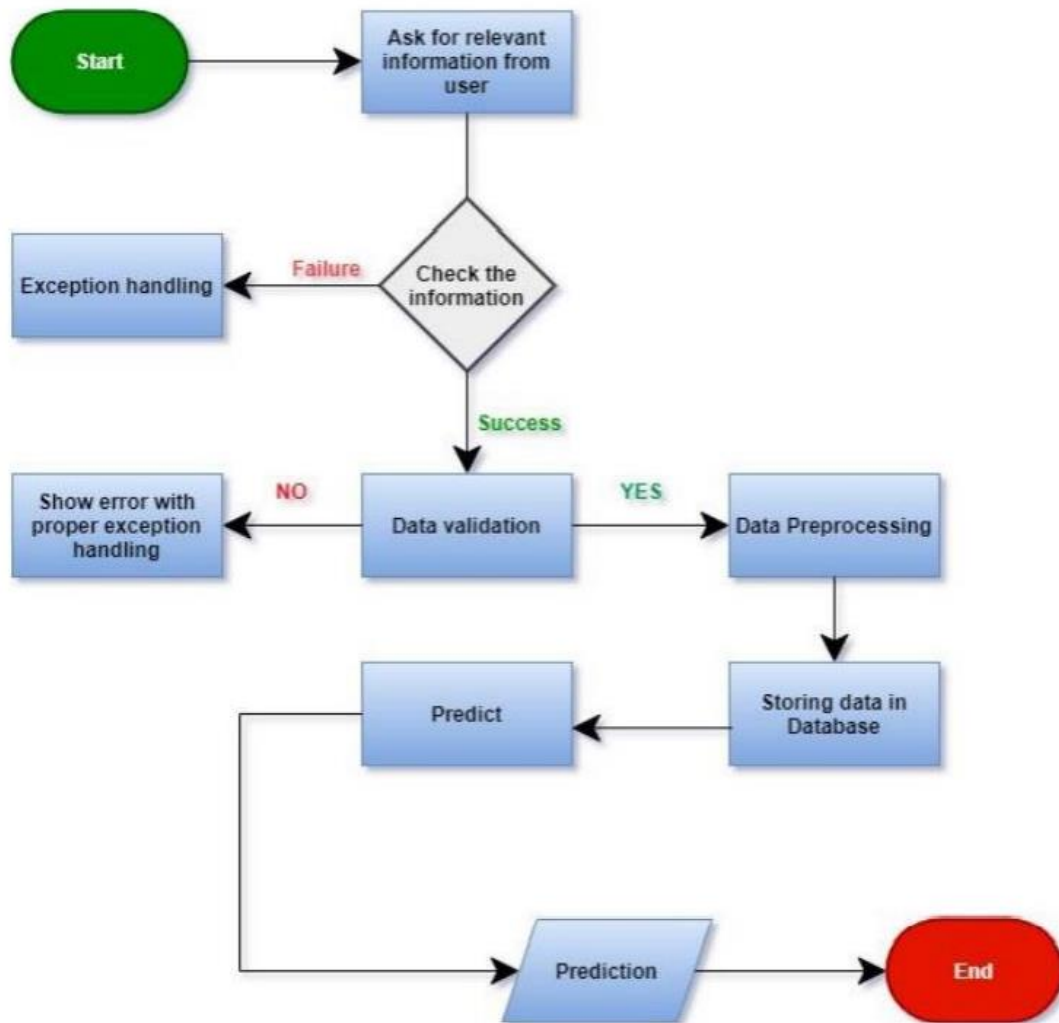 Start
Ask for relevant
information from
user
Failure
Exception handling
Check the
information
Success
NO
Show error with
proper exception
handling
Data validation
YES
Data Preprocessing
Predict
Storing data in
Database
Prediction
End